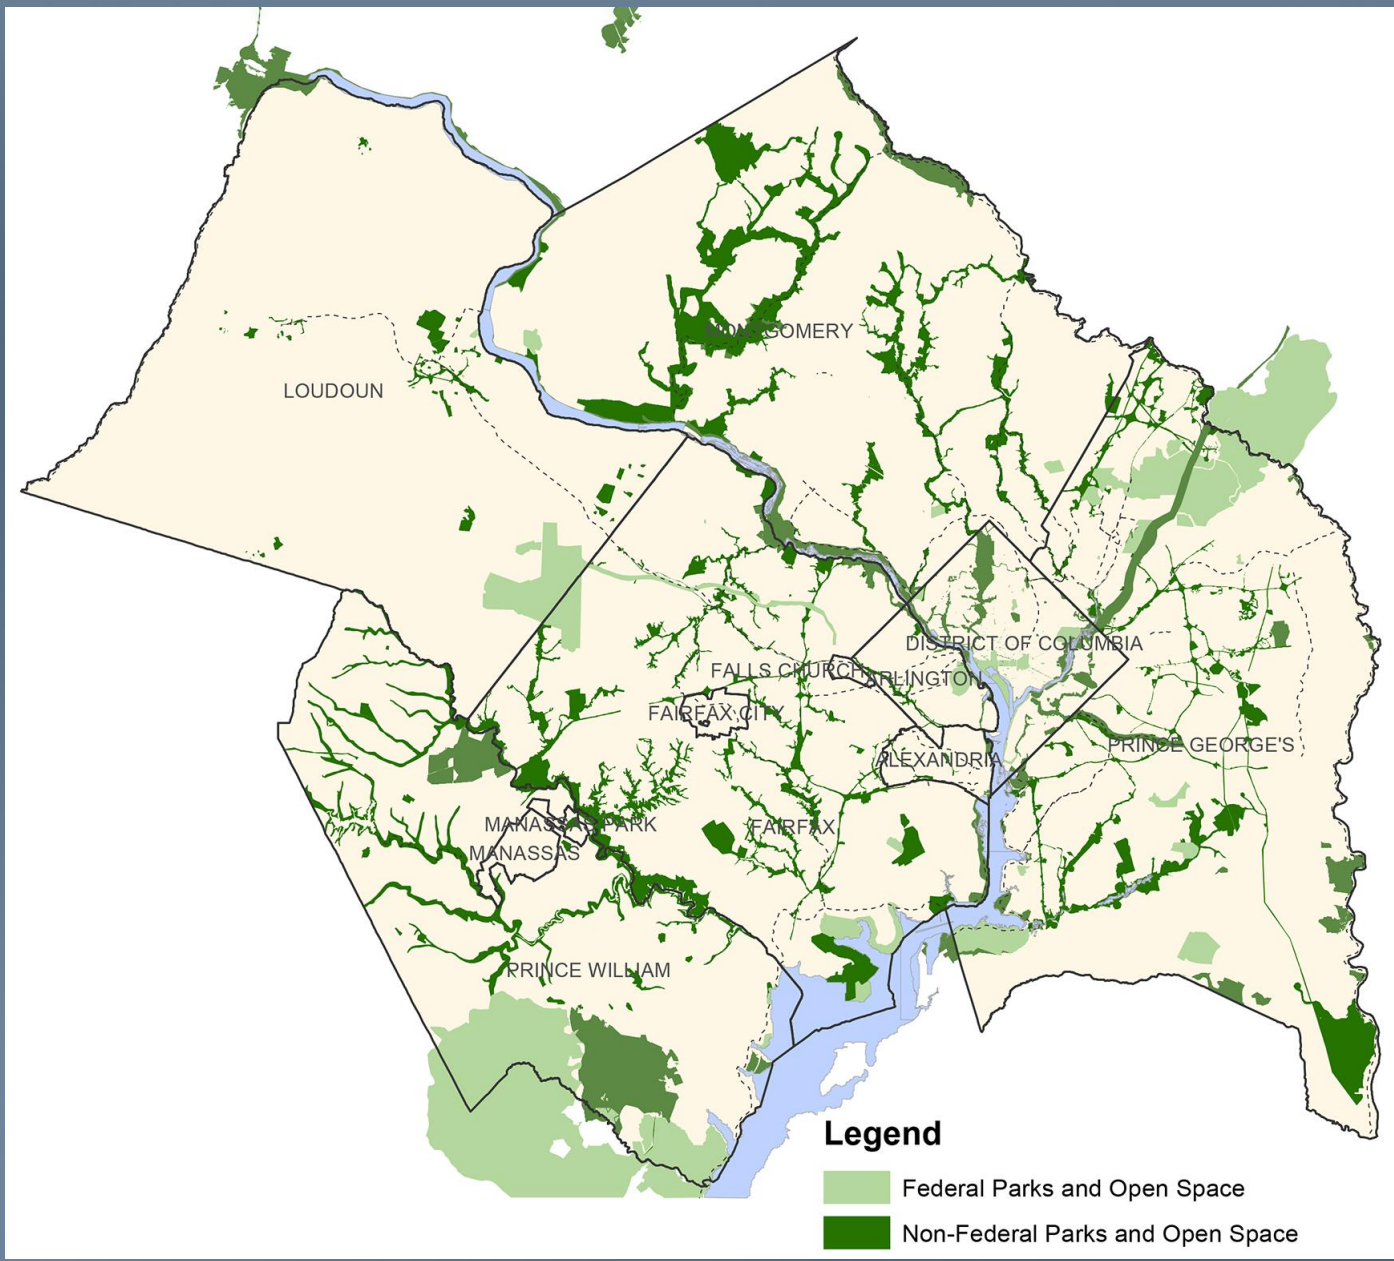 MONTGOMERY
LOUDOUN
DISTRICT OF COLUMBIA
FALLS CHURCH
ARLINGTON
FAIRFAX CITY
PRINCE GEORGE'S
ALEXANDRIA
MANASSAS PARK
FAIRFAX
MANASSAS
PRINCE WILLIAM
Legend
Federal Parks and Open Space
Non-Federal Parks and Open Space